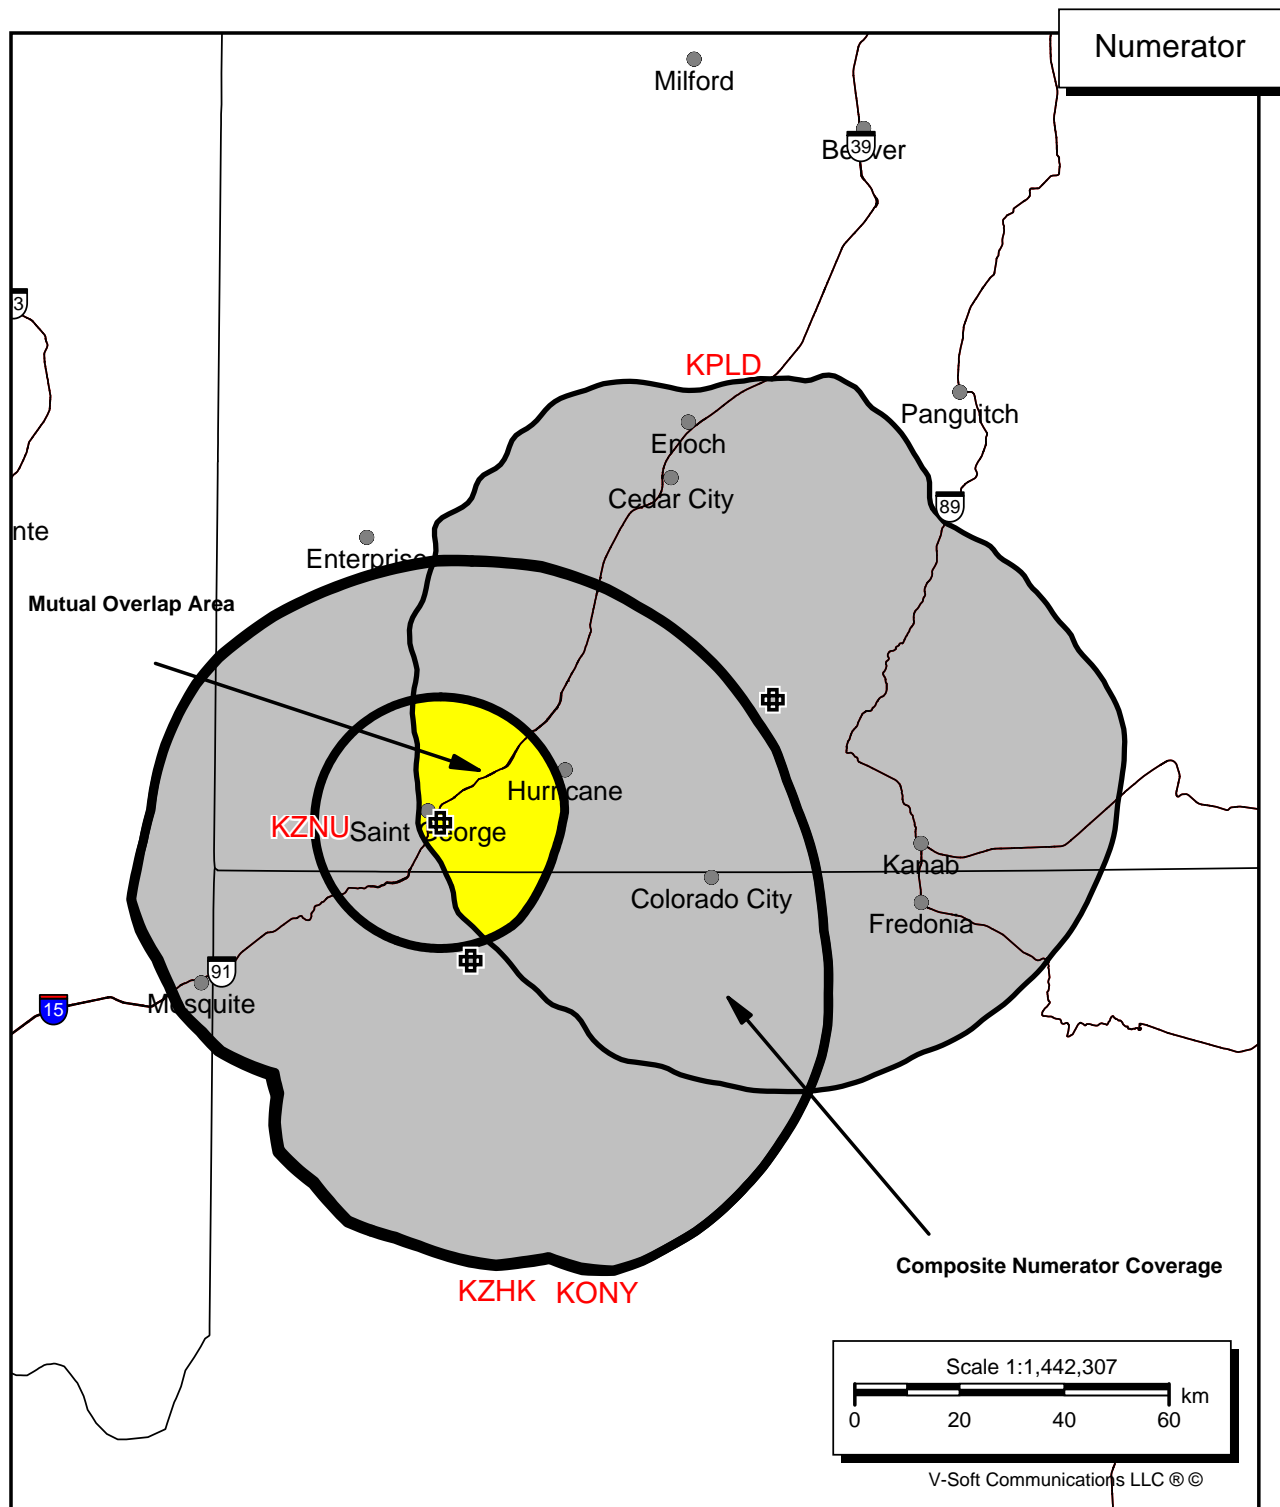 Numerator
Milford
Beaver
39
3
KPLD
Panguitch
Enoch
Cedar City
89
nte
Enterprise
Mutual Overlap Area
Hurricane
KZNU
Saint George
Kanab
Colorado City
Fredonia
91
Mesquite
15
Composite Numerator Coverage
KZHK KONY
Scale 1:1,442,307
km
0 20 40 60
V-Soft Communications LLC ® ©